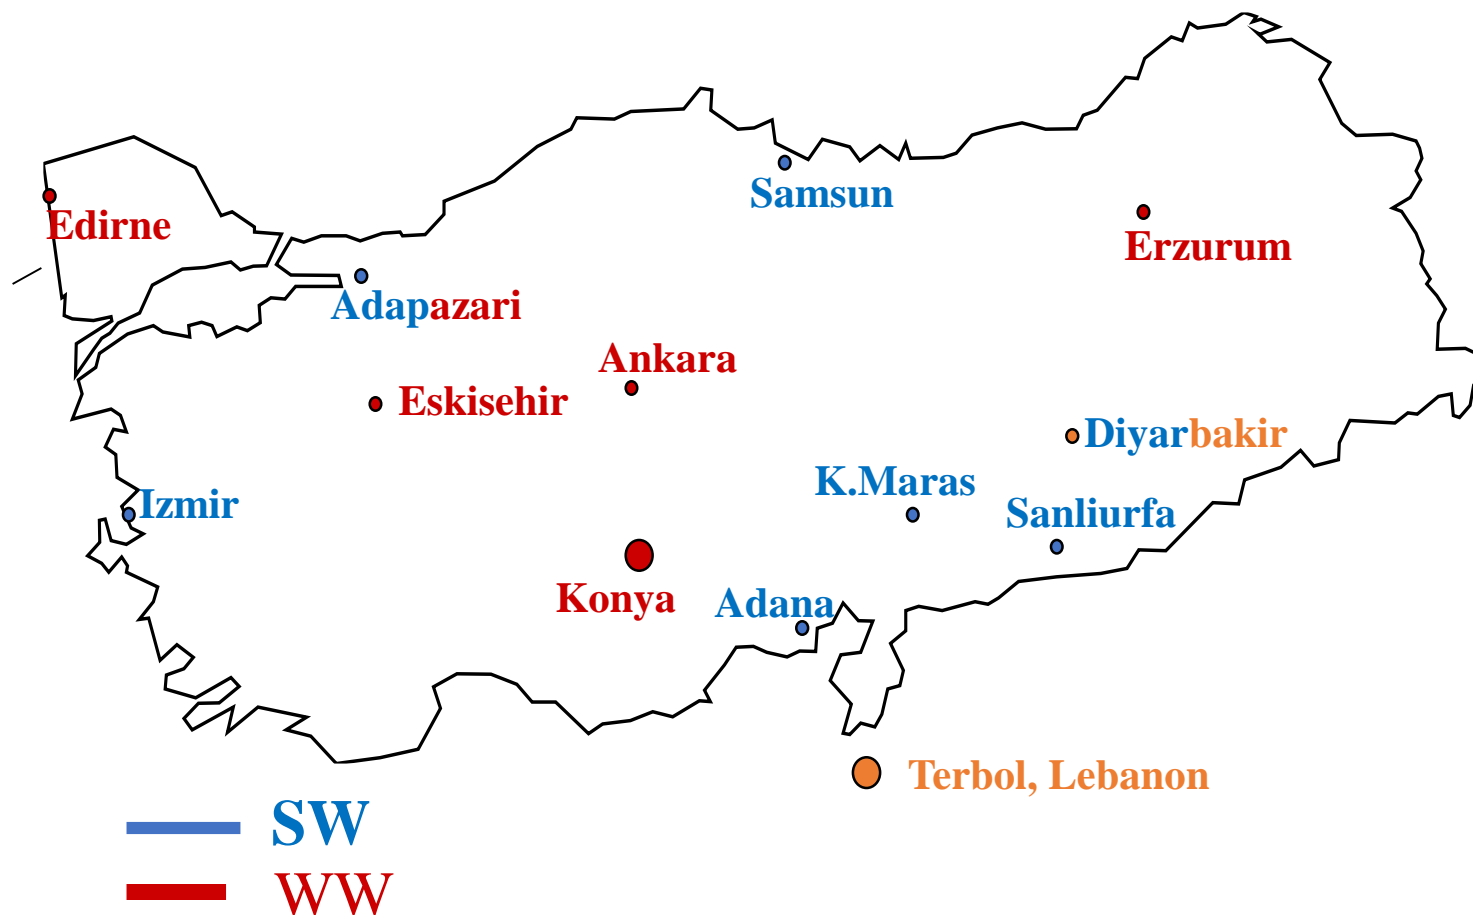 Samsun
Edirne
Erzurum
Adapazari
Ankara
Eskisehir
Diyarbakir
K.Maras
Izmir
Sanliurfa
Konya
Adana
Terbol, Lebanon
SW
WW